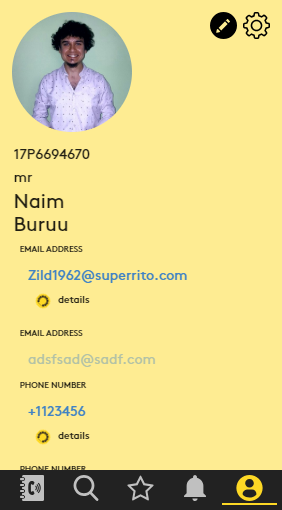 17P6694670
mr
Naim
Buruu
EMAIL ADDRESS
Zild1962@superrito.com
details
EMAIL ADDRESS
adsfsad@sadf.com
PHONE NUMBER
+1123456
details
PHONE NUMBER